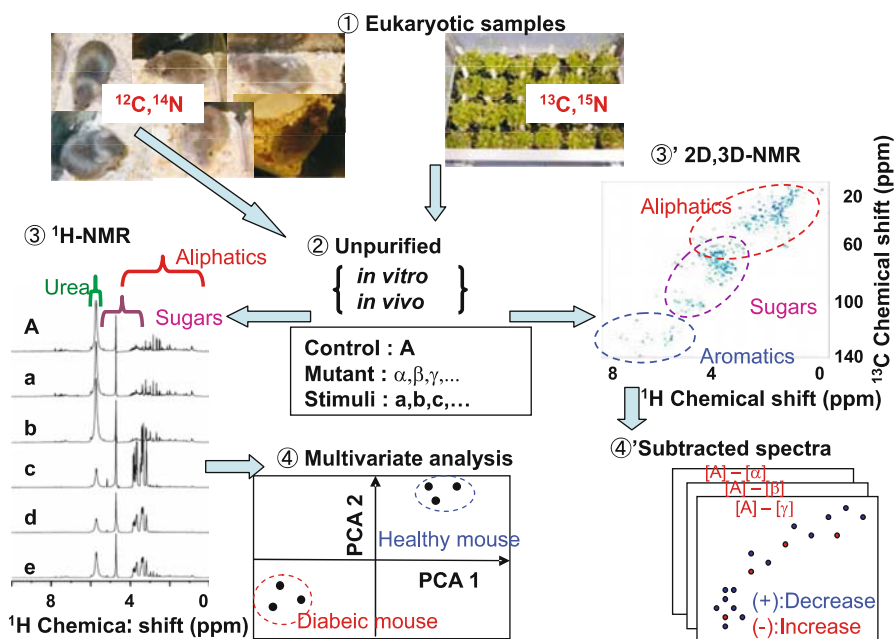 ① Eukaryotic samples
¹²C,¹⁴N
¹³C,¹⁵N
③' 2D,3D-NMR
Aliphatics
Sugars
Aromatics
20
60
100
140
¹³C Chemical shift (ppm)
8 4 0
¹H Chemical shift (ppm)
② Unpurified
{ in vitro
in vivo }
Control : A
Mutant : α,β,γ,...
Stimuli : a,b,c,…
③ ¹H-NMR
Aliphatics
Urea
Sugars
A
a
b
c
d
e
8 4 0
¹H Chemica: shift (ppm)
④ Multivariate analysis
PCA 2
Healthy mouse
PCA 1
Diabeic mouse
④'Subtracted spectra
[A]–[α]
[A]–[β]
[A]–[γ]
(+):Decrease
(-):Increase